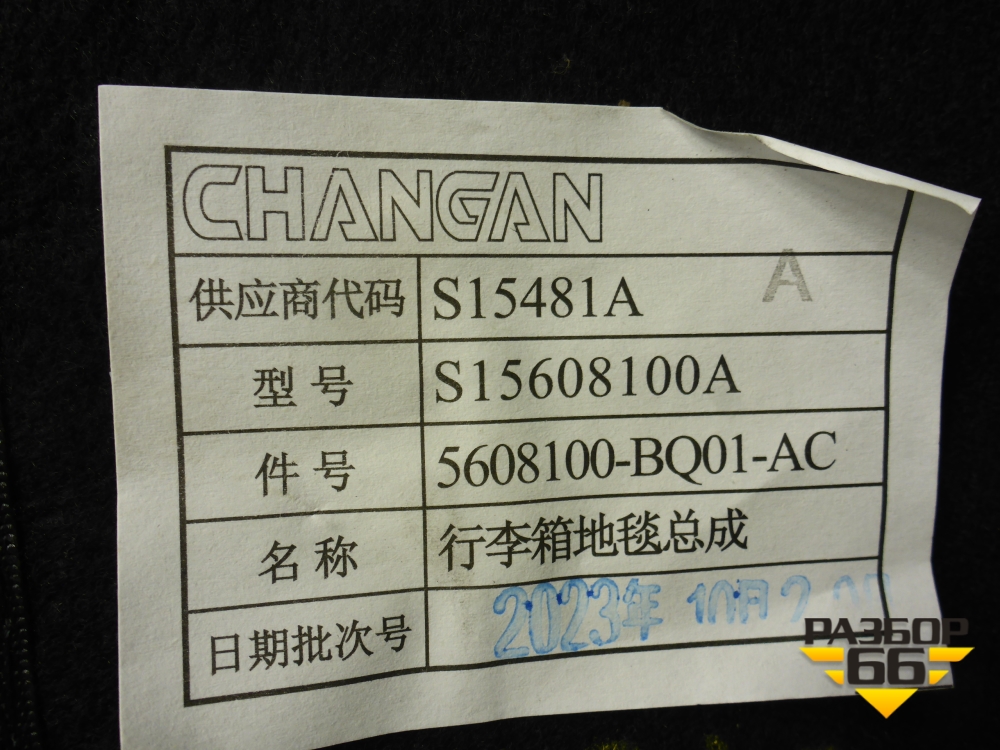 CHANGAN
A
供应商代码 S15481A
型号 S15608100A
件号 5608100-BQ01-AC
名称 行李箱地毯总成
日期批次号 2023年 10月2
РАЗБОР
66